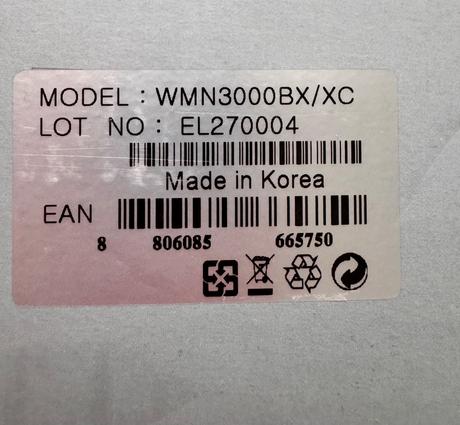 MODEL : WMN3000BX/XC
LOT NO : EL270004
Made in Korea
EAN
8 806085 665750